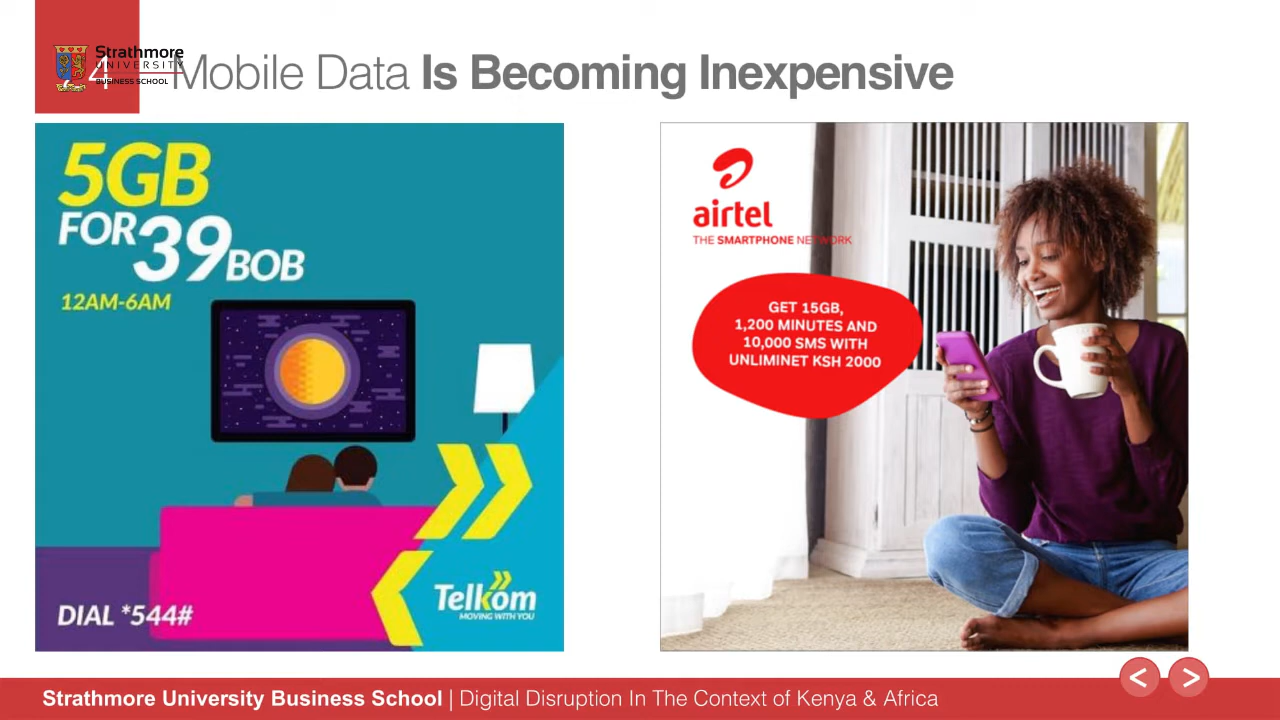 Strathmore
UNIVERSITY
BUSINESS SCHOOL
4
Mobile Data Is Becoming Inexpensive
5GB
FOR 39 BOB
12AM-6AM
DIAL *544#
Telkom
MOVING WITH YOU
airtel
THE SMARTPHONE NETWORK
GET 15GB,
1,200 MINUTES AND
10,000 SMS WITH
UNLIMINET KSH 2000
< >
Strathmore University Business School | Digital Disruption In The Context of Kenya & Africa